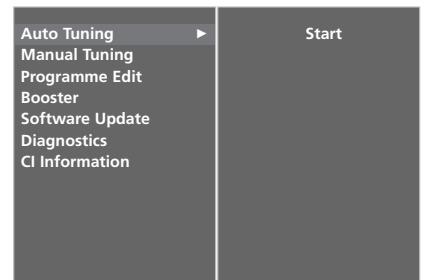 Auto Tuning ►
Manual Tuning
Programme Edit
Booster
Software Update
Diagnostics
CI Information
Start